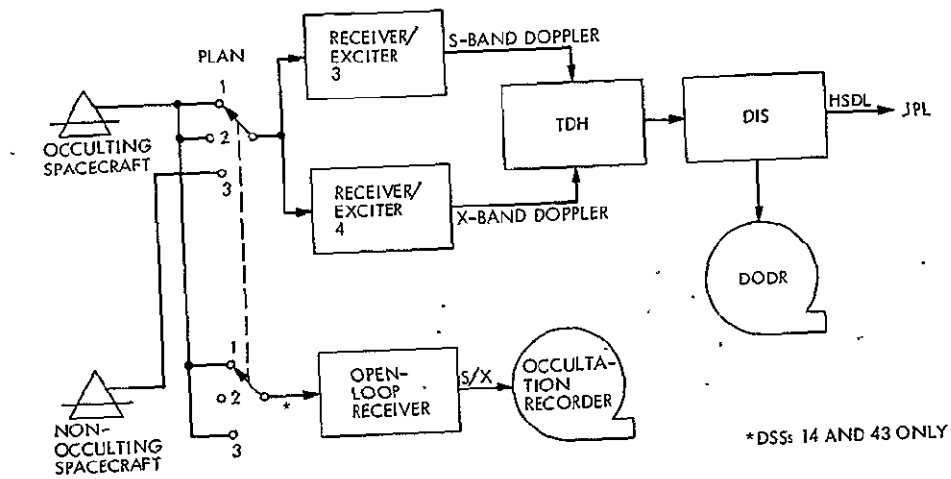 PLAN
1
2
3
OCCULTING
SPACECRAFT
RECEIVER/
EXCITER
3
S-BAND DOPPLER
RECEIVER/
EXCITER
4
X-BAND DOPPLER
TDH
DIS
HSDL
JPL
DODR
NON-
OCCULTING
SPACECRAFT
1
2
3
*
OPEN-
LOOP
RECEIVER
S/X
OCCULTA-
TION
RECORDER
*DSSs 14 AND 43 ONLY